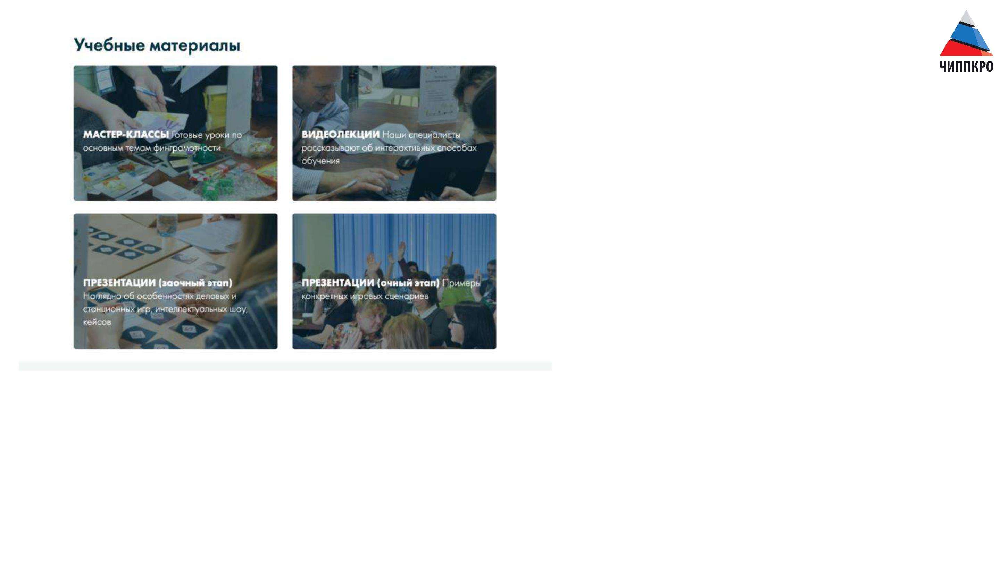 ЧИППКРО
Учебные материалы
МАСТЕР-КЛАССЫ Готовые уроки по
основным темам финграмотности
ВИДЕОЛЕКЦИИ Наши специалисты
рассказывают об интерактивных способах
обучения
ПРЕЗЕНТАЦИИ (заочный этап)
Наглядно об особенностях деловых и
станционных игр, интеллектуальных шоу,
кейсов
ПРЕЗЕНТАЦИИ (очный этап) Примеры
конкретных игровых сценариев